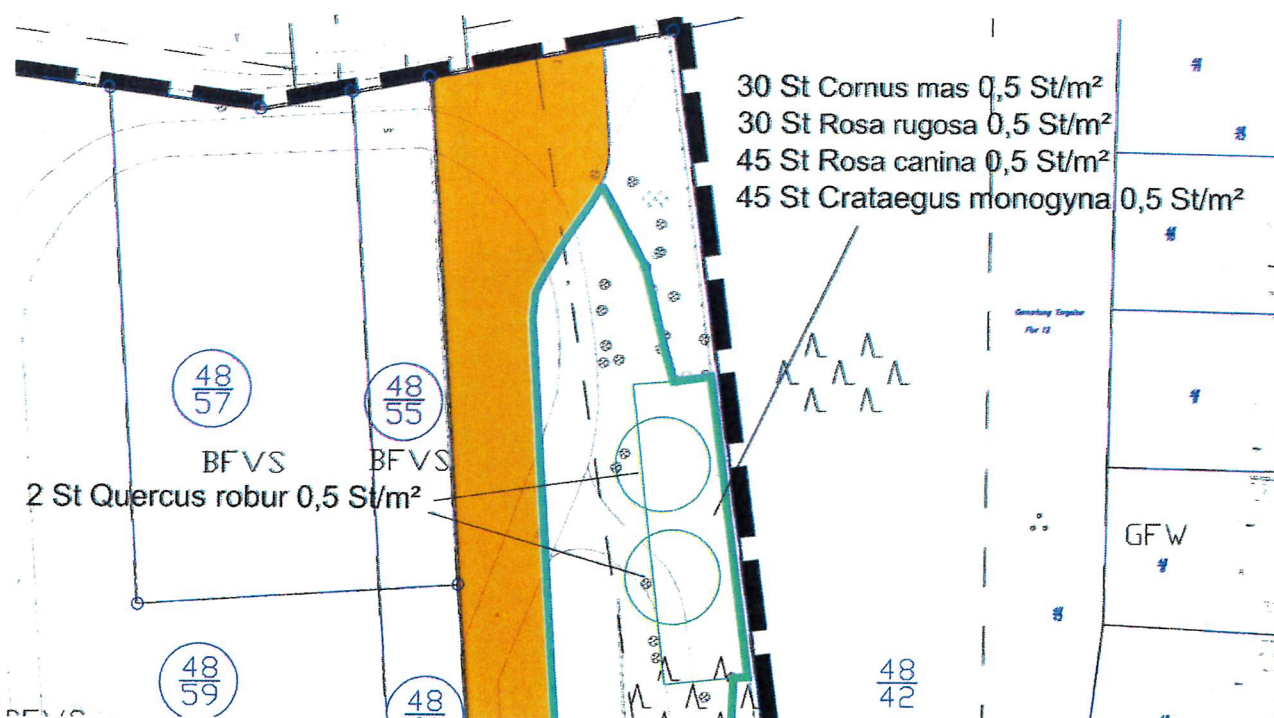 30 St Cornus mas 0,5 St/m²
30 St Rosa rugosa 0,5 St/m²
45 St Rosa canina 0,5 St/m²
45 St Crataegus monogyna 0,5 St/m²
Flur 12
48
57
48
55
BFVS
BFVS
2 St Quercus robur 0,5 St/m²
GFW
48
59
48
48
42